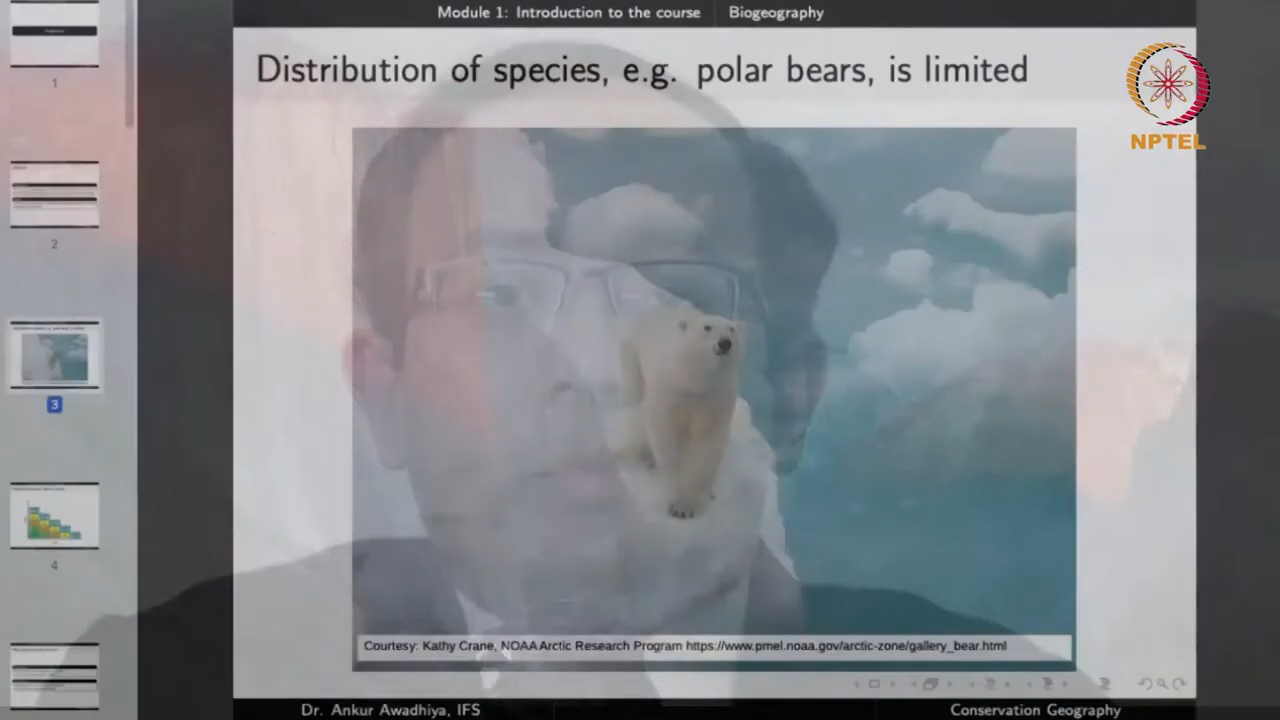 Module 1: Introduction to the course Biogeography
Distribution of species, e.g. polar bears, is limited
NPTEL
1
2
3
4
Courtesy: Kathy Crane, NOAA Arctic Research Program https://www.pmel.noaa.gov/arctic-zone/gallery_bear.html
Dr. Ankur Awadhiya, IFS Conservation Geography